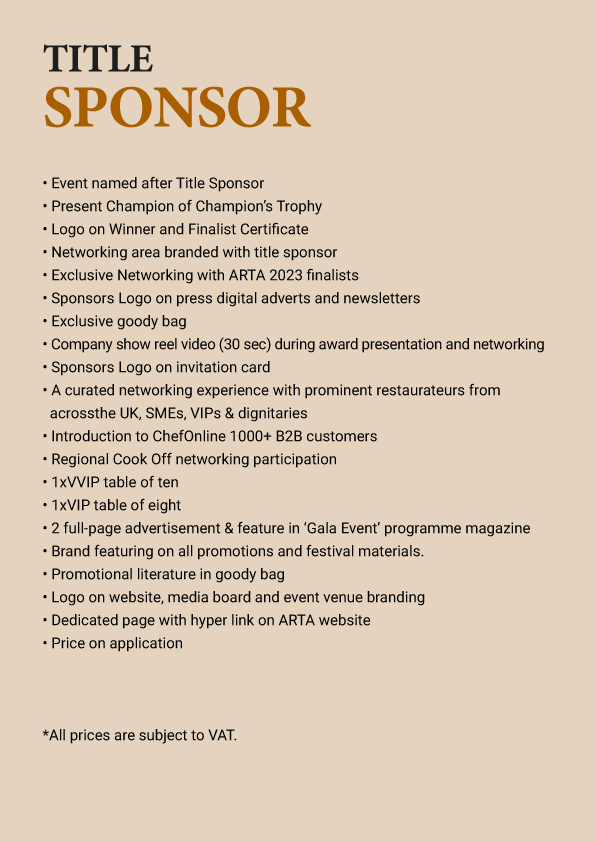 TITLE
SPONSOR
• Event named after Title Sponsor
• Present Champion of Champion’s Trophy
• Logo on Winner and Finalist Certificate
• Networking area branded with title sponsor
• Exclusive Networking with ARTA 2023 finalists
• Sponsors Logo on press digital adverts and newsletters
• Exclusive goody bag
• Company show reel video (30 sec) during award presentation and networking
• Sponsors Logo on invitation card
• A curated networking experience with prominent restaurateurs from
acrossthe UK, SMEs, VIPs & dignitaries
• Introduction to ChefOnline 1000+ B2B customers
• Regional Cook Off networking participation
• 1xVVIP table of ten
• 1xVIP table of eight
• 2 full-page advertisement & feature in ‘Gala Event’ programme magazine
• Brand featuring on all promotions and festival materials.
• Promotional literature in goody bag
• Logo on website, media board and event venue branding
• Dedicated page with hyper link on ARTA website
• Price on application
*All prices are subject to VAT.